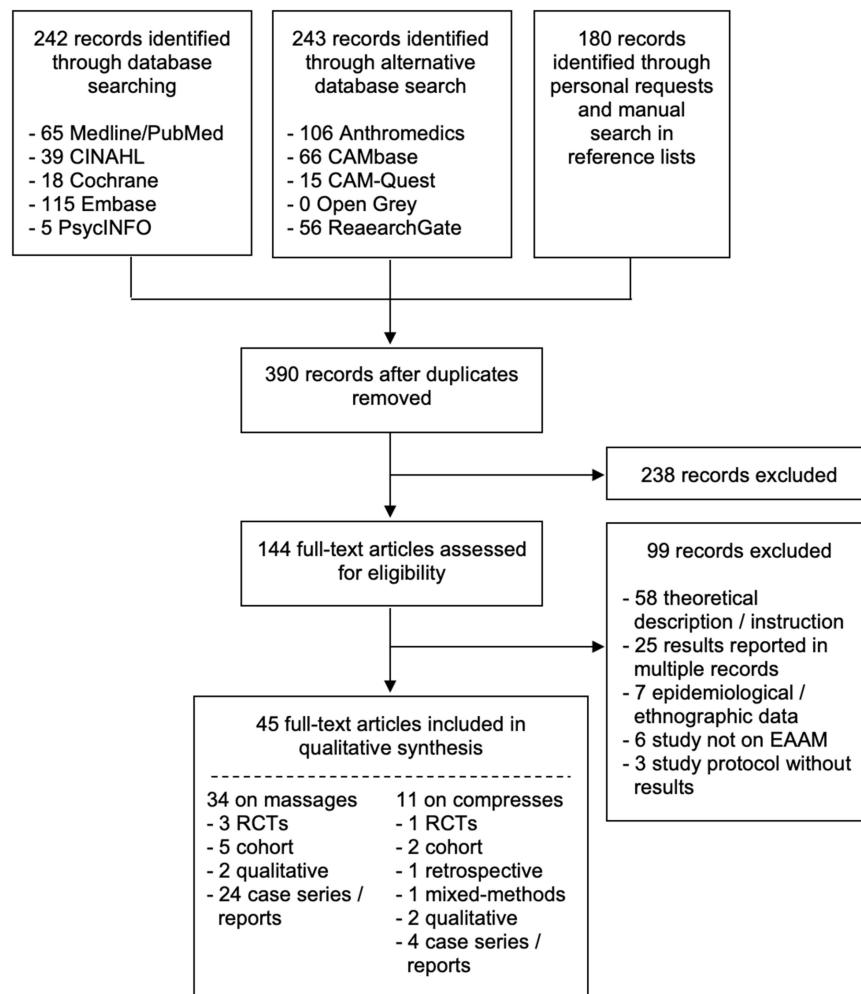 242 records identified
through database
searching
- 65 Medline/PubMed
- 39 CINAHL
- 18 Cochrane
- 115 Embase
- 5 PsycINFO
243 records identified
through alternative
database search
- 106 Anthromedics
- 66 CAMbase
- 15 CAM-Quest
- 0 Open Grey
- 56 ReaearchGate
180 records
identified through
personal requests
and manual
search in
reference lists
390 records after duplicates
removed
238 records excluded
144 full-text articles assessed
for eligibility
99 records excluded
- 58 theoretical
description / instruction
- 25 results reported in
multiple records
- 7 epidemiological /
ethnographic data
- 6 study not on EAAM
- 3 study protocol without
results
45 full-text articles included in
qualitative synthesis
34 on massages
- 3 RCTs
- 5 cohort
- 2 qualitative
- 24 case series /
reports
11 on compresses
- 1 RCTs
- 2 cohort
- 1 retrospective
- 1 mixed-methods
- 2 qualitative
- 4 case series /
reports